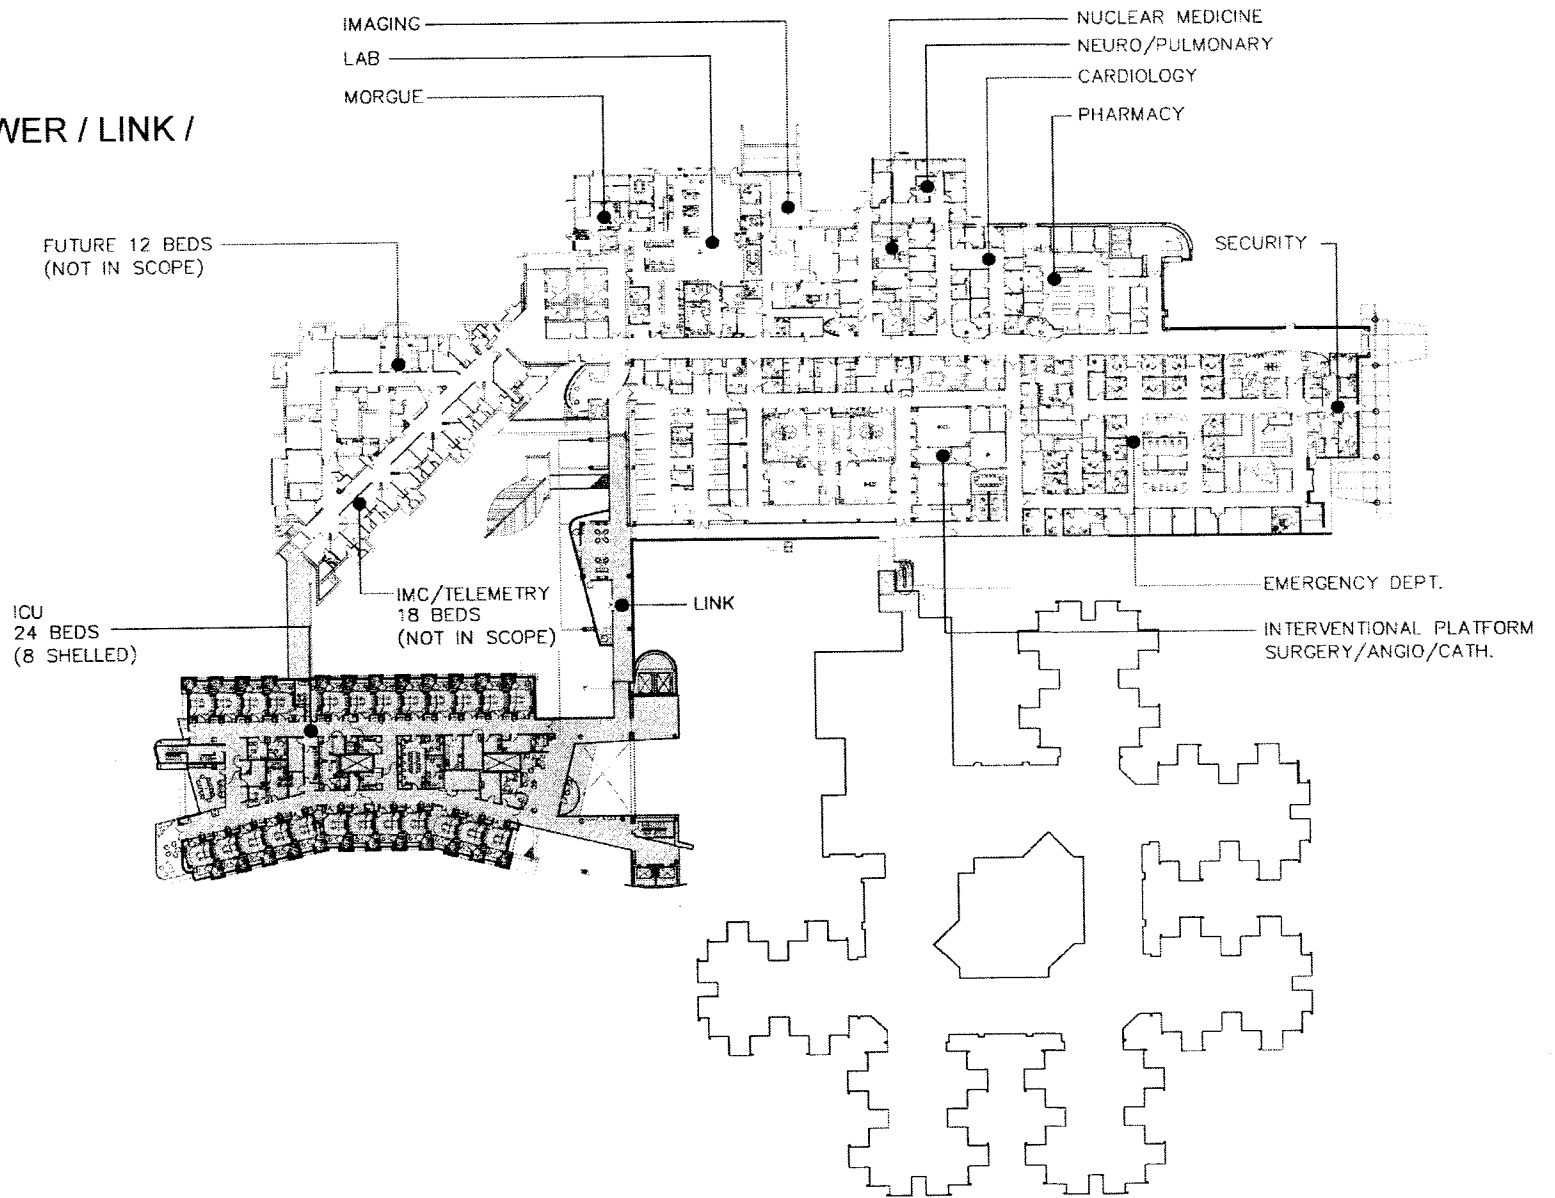 IMAGING
NUCLEAR MEDICINE
NEURO/PULMONARY
LAB
CARDIOLOGY
MORGUE
PHARMACY
WER / LINK /
FUTURE 12 BEDS
(NOT IN SCOPE)
SECURITY
IMC/TELEMETRY
18 BEDS
(NOT IN SCOPE)
LINK
EMERGENCY DEPT.
ICU
24 BEDS
(8 SHELLED)
INTERVENTIONAL PLATFORM
SURGERY/ANGIO/CATH.